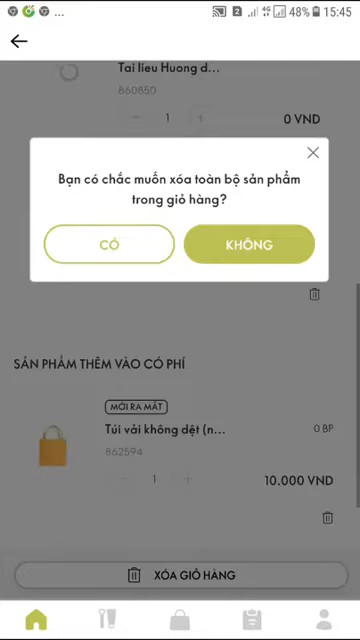 ... 2 4G 48% 15:45
Tai lieu Huong d...
860850
− 1 +
0 VND
Bạn có chắc muốn xóa toàn bộ sản phẩm
trong giỏ hàng?
CÓ
KHÔNG
SẢN PHẨM THÊM VÀO CÓ PHÍ
MỚI RA MẮT
Túi vải không dệt (n...
0 BP
862594
− 1 +
10.000 VND
XÓA GIỎ HÀNG